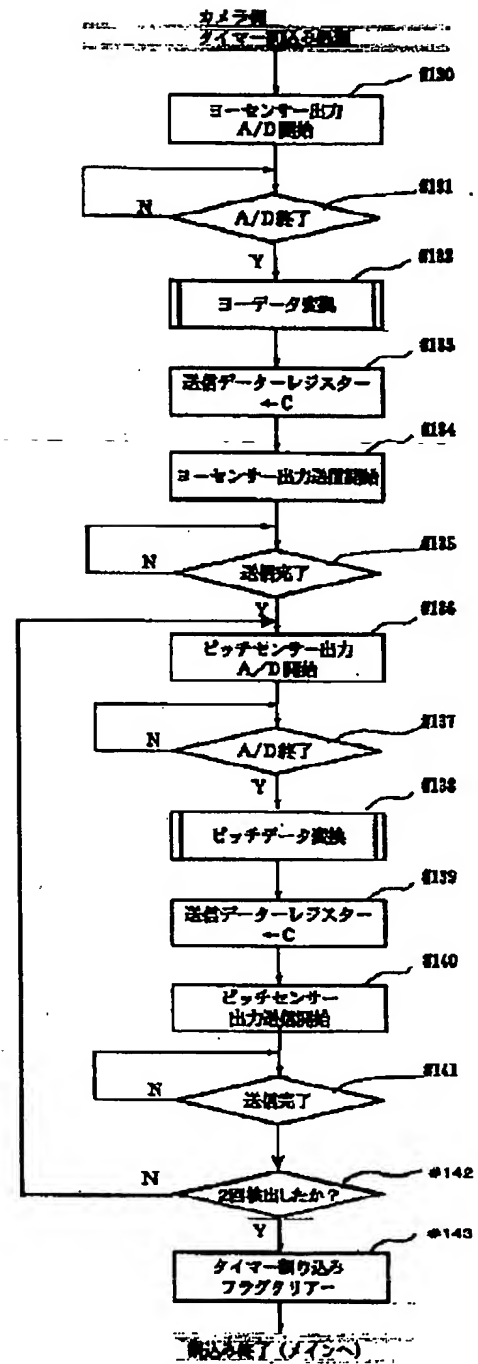 カメラ側
タイマー割込み処理
#130
ヨーセンサー出力
A/D開始
#131
A/D終了
N
Y
#132
ヨーデータ変換
#133
送信データーレジスター
←C
#134
ヨーセンサー出力送信開始
#135
送信完了
N
Y
#136
ピッチセンサー出力
A/D開始
#137
A/D終了
N
Y
#138
ピッチデータ変換
#139
送信データーレジスター
←C
#140
ピッチセンサー
出力送信開始
#141
送信完了
N
Y
#142
2回検出したか?
N
Y
#143
タイマー割り込み
フラグクリアー
割込み終了(メインへ)